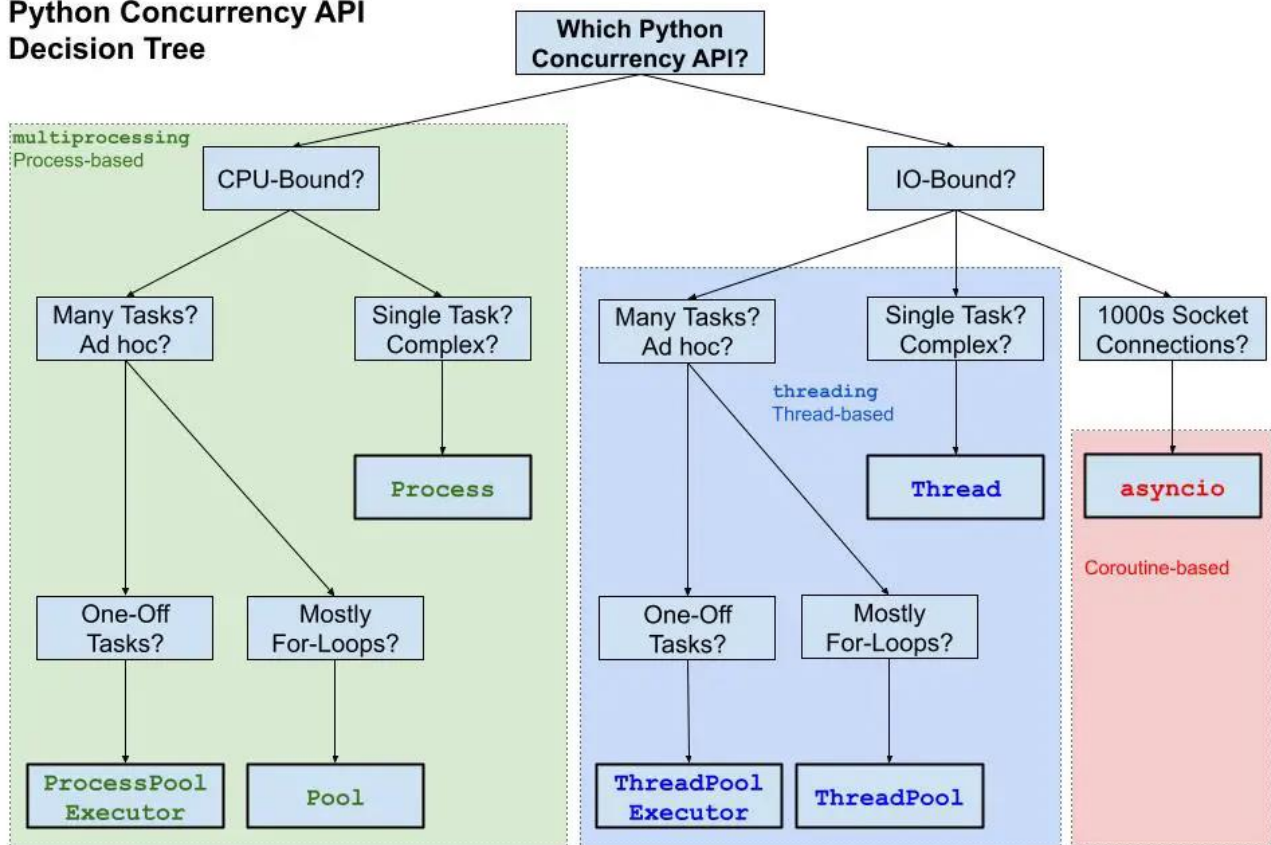 Python Concurrency API
Decision Tree
Which Python
Concurrency API?
multiprocessing
Process-based
CPU-Bound?
IO-Bound?
Many Tasks?
Ad hoc?
Single Task?
Complex?
Many Tasks?
Ad hoc?
Single Task?
Complex?
1000s Socket
Connections?
threading
Thread-based
Process
Thread
asyncio
Coroutine-based
One-Off
Tasks?
Mostly
For-Loops?
One-Off
Tasks?
Mostly
For-Loops?
ProcessPool
Executor
Pool
ThreadPool
Executor
ThreadPool